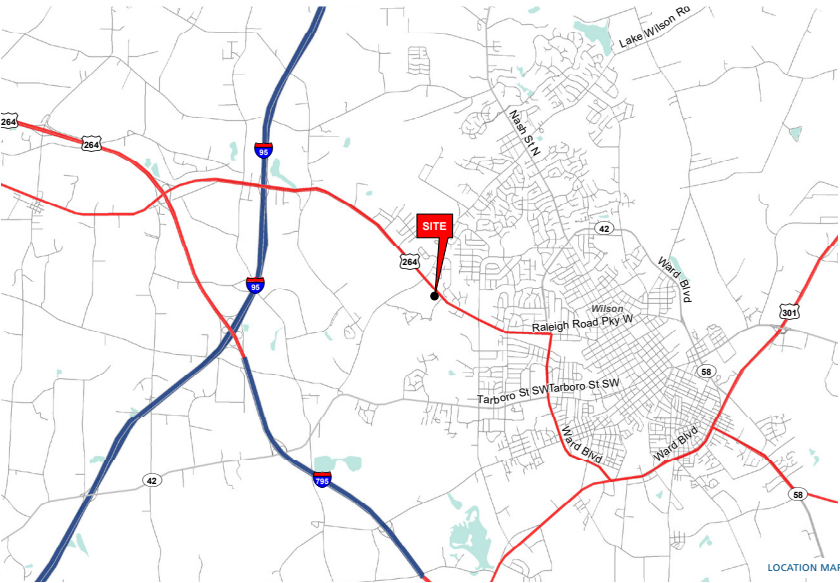 Lake Wilson Rd
264
264
Nash St N
95
SITE
42
264
Ward Blvd
95
Wilson
301
Raleigh Road Pky W
58
Tarboro St SW
Tarboro St SW
Ward Blvd
Ward Blvd
795
42
58
LOCATION MAP